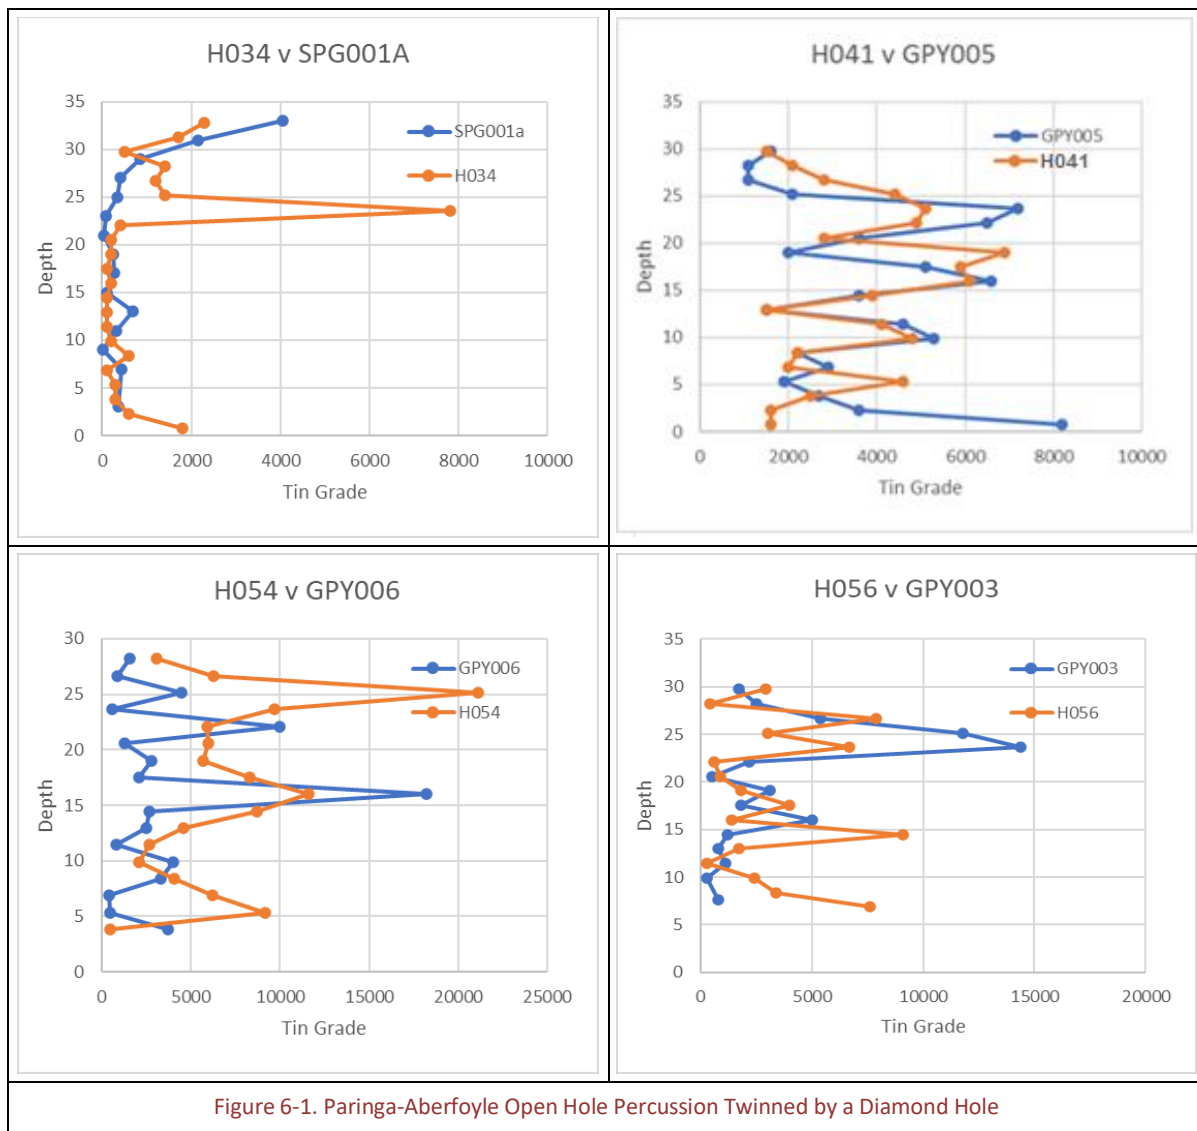 H034 v SPG001A
35
30
25
20
15
10
5
0
Depth
SPG001a
H034
0 2000 4000 6000 8000 10000
Tin Grade
H041 v GPY005
35
30
25
20
15
10
5
0
Depth
GPY005
H041
0 2000 4000 6000 8000 10000
Tin Grade
H054 v GPY006
30
25
20
15
10
5
0
Depth
GPY006
H054
0 5000 10000 15000 20000 25000
Tin Grade
H056 v GPY003
35
30
25
20
15
10
5
0
Depth
GPY003
H056
0 5000 10000 15000 20000
Tin Grade
Figure 6-1. Paringa-Aberfoyle Open Hole Percussion Twinned by a Diamond Hole